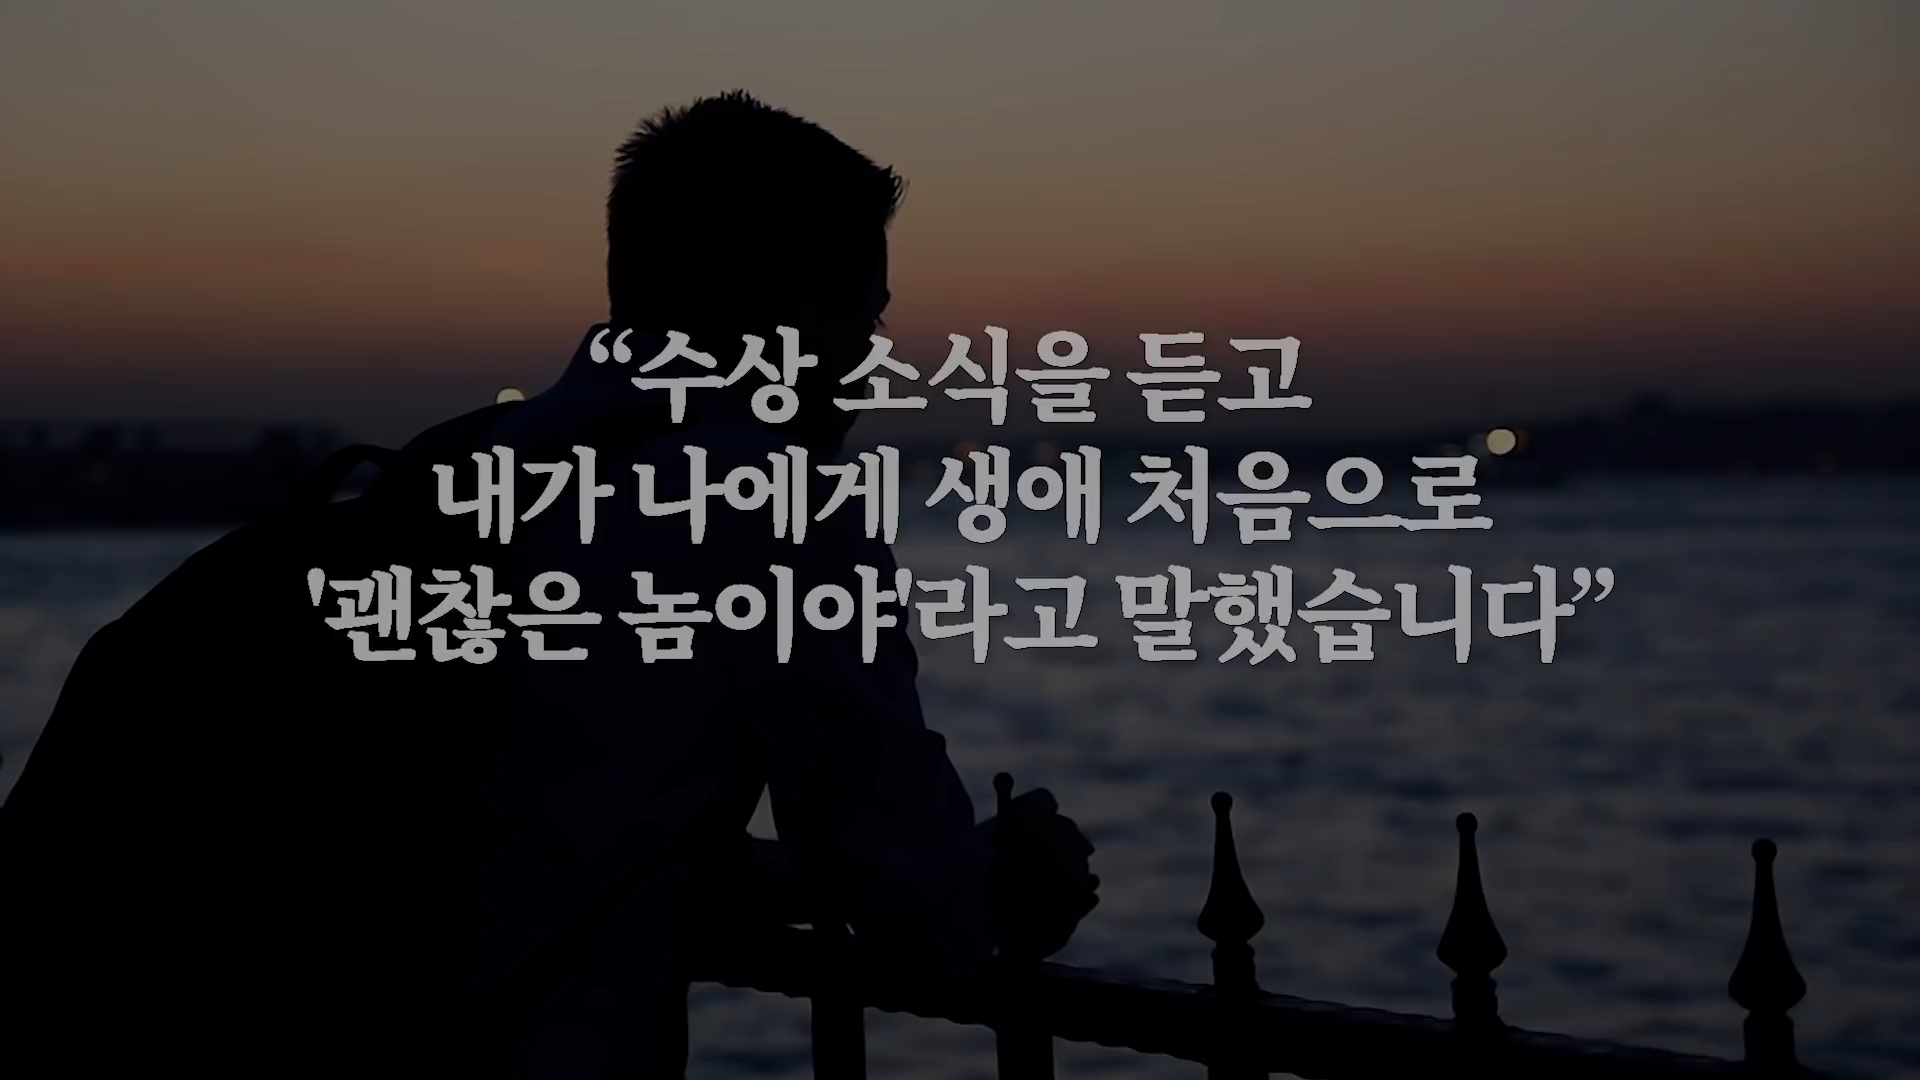 “수상 소식을 듣고
내가 나에게 생애 처음으로
'괜찮은 놈이야'라고 말했습니다”